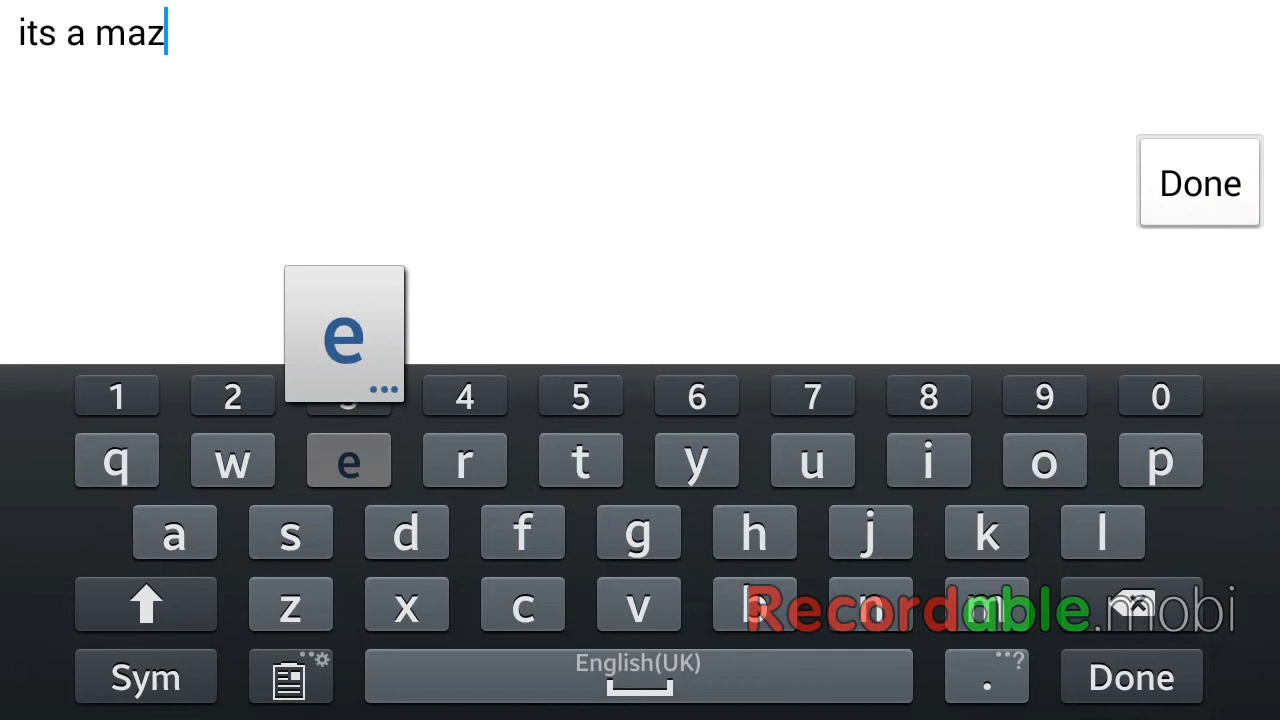 its a maz
Done
e
1 2 4 5 6 7 8 9 0
q w e r t y u i o p
a s d f g h j k l
z x c v b n m
Recordable.mobi
Sym English(UK) . ..? Done